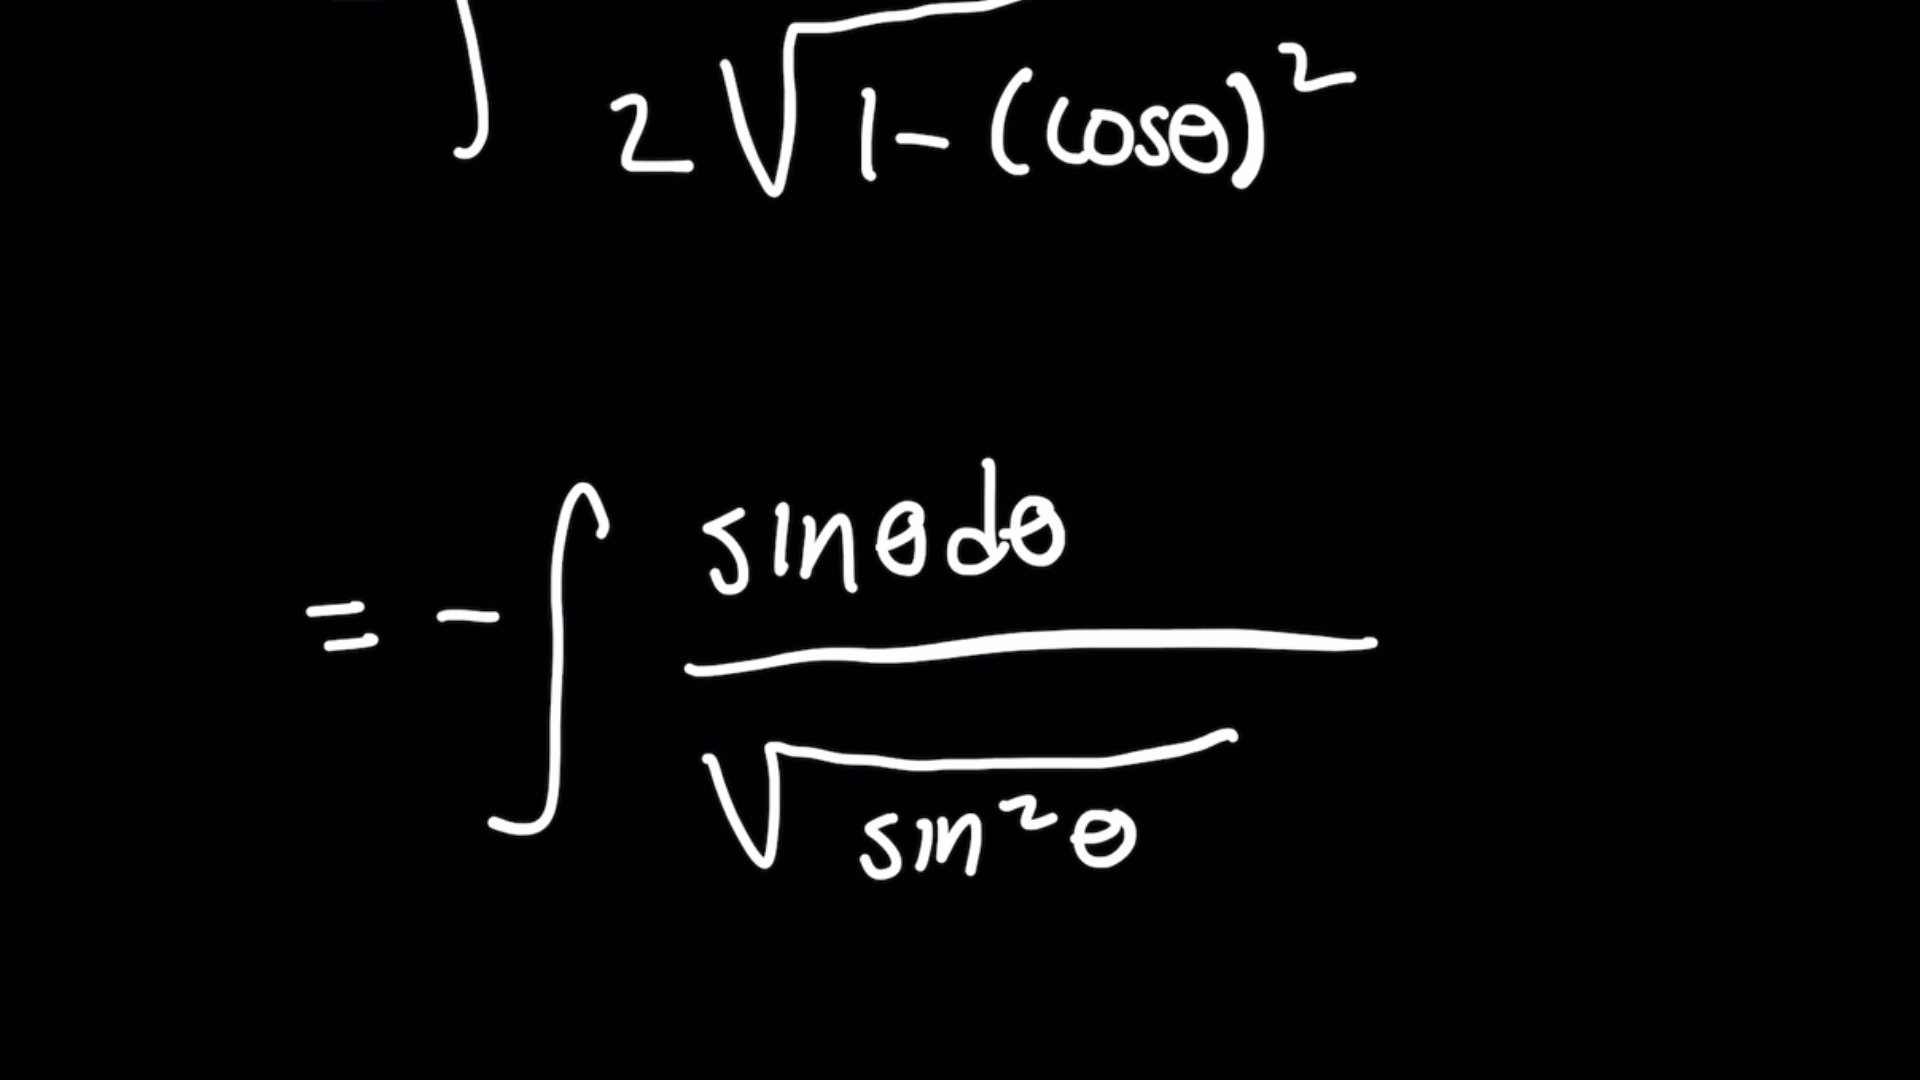 ∫ 2√1-(cosθ)²
= -∫ sinθdθ
√sin²θ